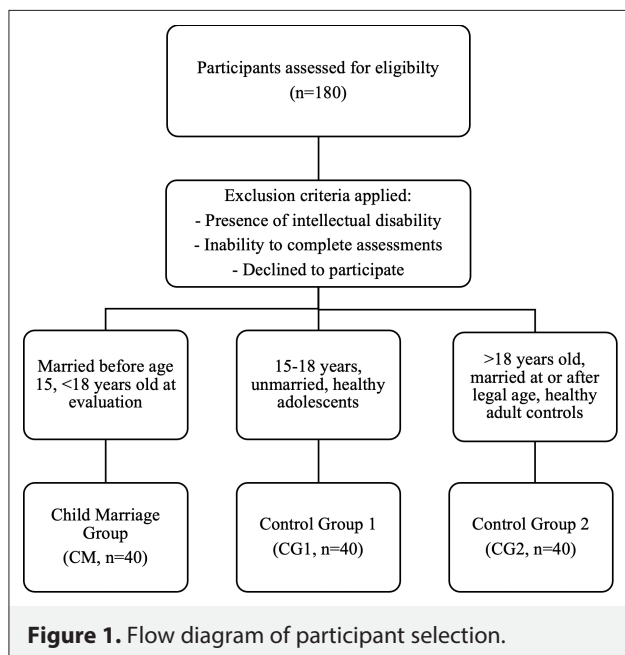 Participants assessed for eligibilty
(n=180)
Exclusion criteria applied:
- Presence of intellectual disability
- Inability to complete assessments
- Declined to participate
Married before age
15, <18 years old at
evaluation
15-18 years,
unmarried, healthy
adolescents
>18 years old,
married at or after
legal age, healthy
adult controls
Child Marriage
Group
(CM, n=40)
Control Group 1
(CG1, n=40)
Control Group 2
(CG2, n=40)
Figure 1. Flow diagram of participant selection.